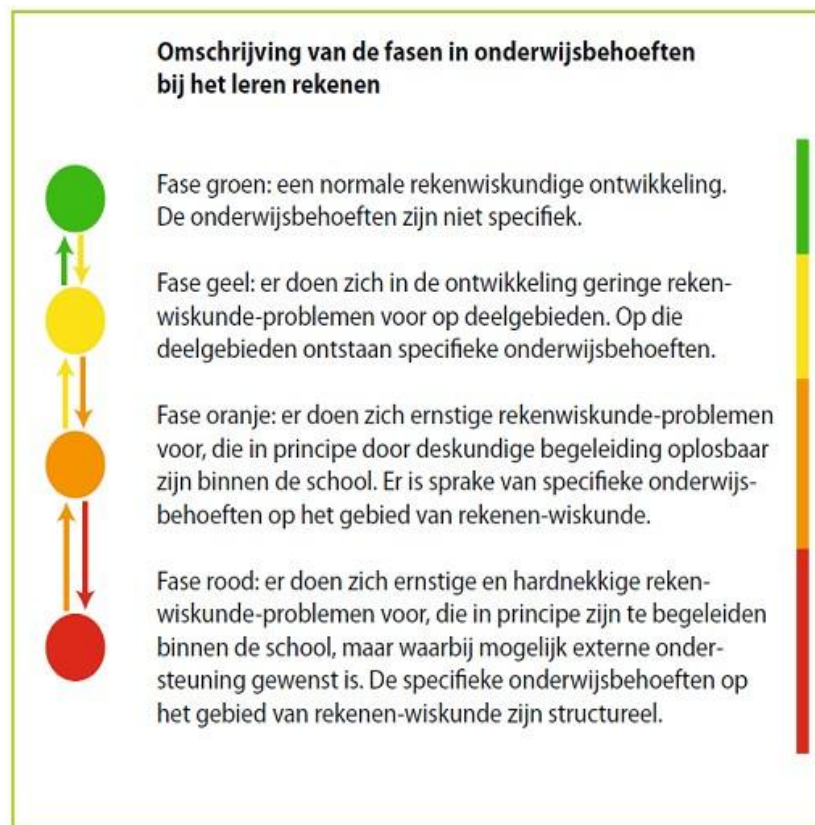 Omschrijving van de fasen in onderwijsbehoeften
bij het leren rekenen
Fase groen: een normale rekenwiskundige ontwikkeling.
De onderwijsbehoeften zijn niet specifiek.
Fase geel: er doen zich in de ontwikkeling geringe reken-
wiskunde-problemen voor op deelgebieden. Op die
deelgebieden ontstaan specifieke onderwijsbehoeften.
Fase oranje: er doen zich ernstige rekenwiskunde-problemen
voor, die in principe door deskundige begeleiding oplosbaar
zijn binnen de school. Er is sprake van specifieke onderwijs-
behoeften op het gebied van rekenen-wiskunde.
Fase rood: er doen zich ernstige en hardnekkige reken-
wiskunde-problemen voor, die in principe zijn te begeleiden
binnen de school, maar waarbij mogelijk externe onder-
steuning gewenst is. De specifieke onderwijsbehoeften op
het gebied van rekenen-wiskunde zijn structureel.